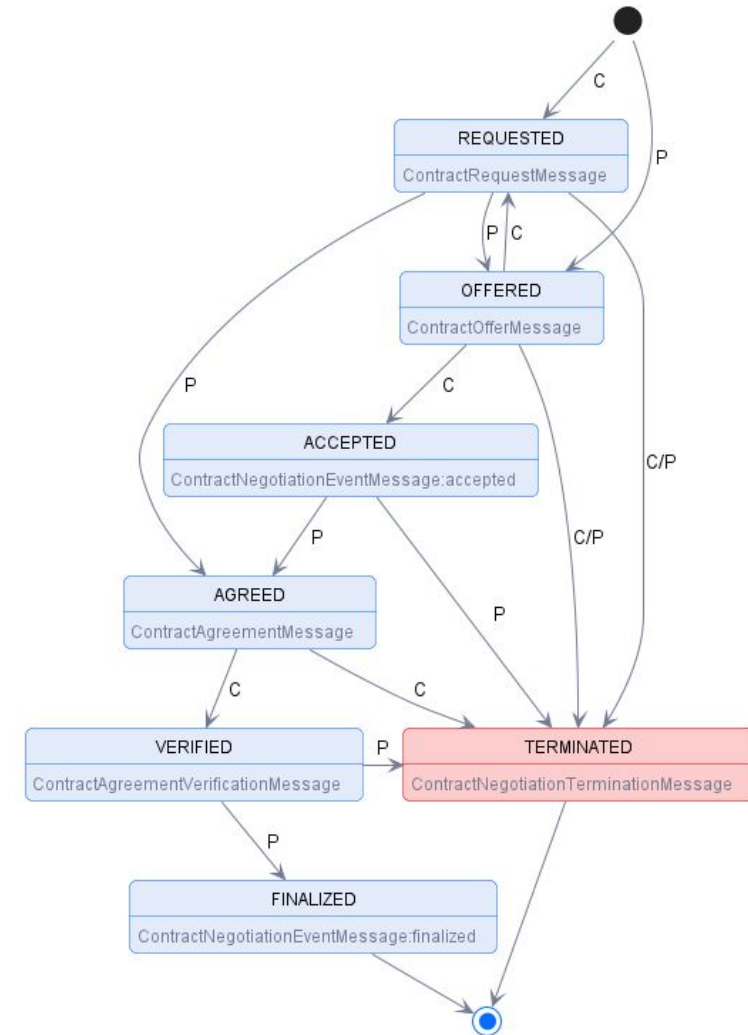 C
P
REQUESTED
ContractRequestMessage
P
C
OFFERED
ContractOfferMessage
P
C
ACCEPTED
ContractNegotiationEventMessage:accepted
C/P
P
C/P
AGREED
ContractAgreementMessage
P
C
C
VERIFIED
ContractAgreementVerificationMessage
P
TERMINATED
ContractNegotiationTerminationMessage
P
FINALIZED
ContractNegotiationEventMessage:finalized